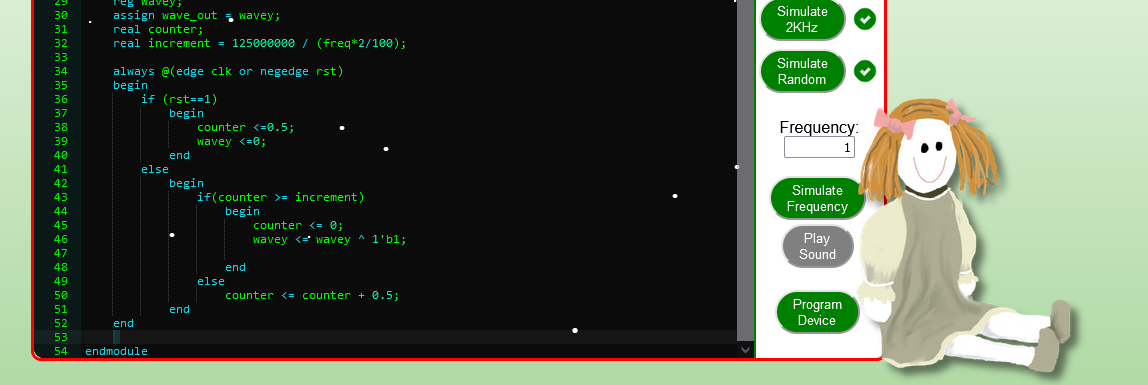 29 reg wavey;
30 assign wave_out = wavey;
31 real counter;
32 real increment = 125000000 / (freq*2/100);
33
34 always @(edge clk or negedge rst)
35 begin
36 if (rst==1)
37 begin
38 counter <=0.5;
39 wavey <=0;
40 end
41 else
42 begin
43 if(counter >= increment)
44 begin
45 counter <= 0;
46 wavey <= wavey ^ 1'b1;
47
48 end
49 else
50 counter <= counter + 0.5;
51 end
52 end
53
54 endmodule
Simulate
2KHz
Simulate
Random
Frequency:
1
Simulate
Frequency
Play
Sound
Program
Device